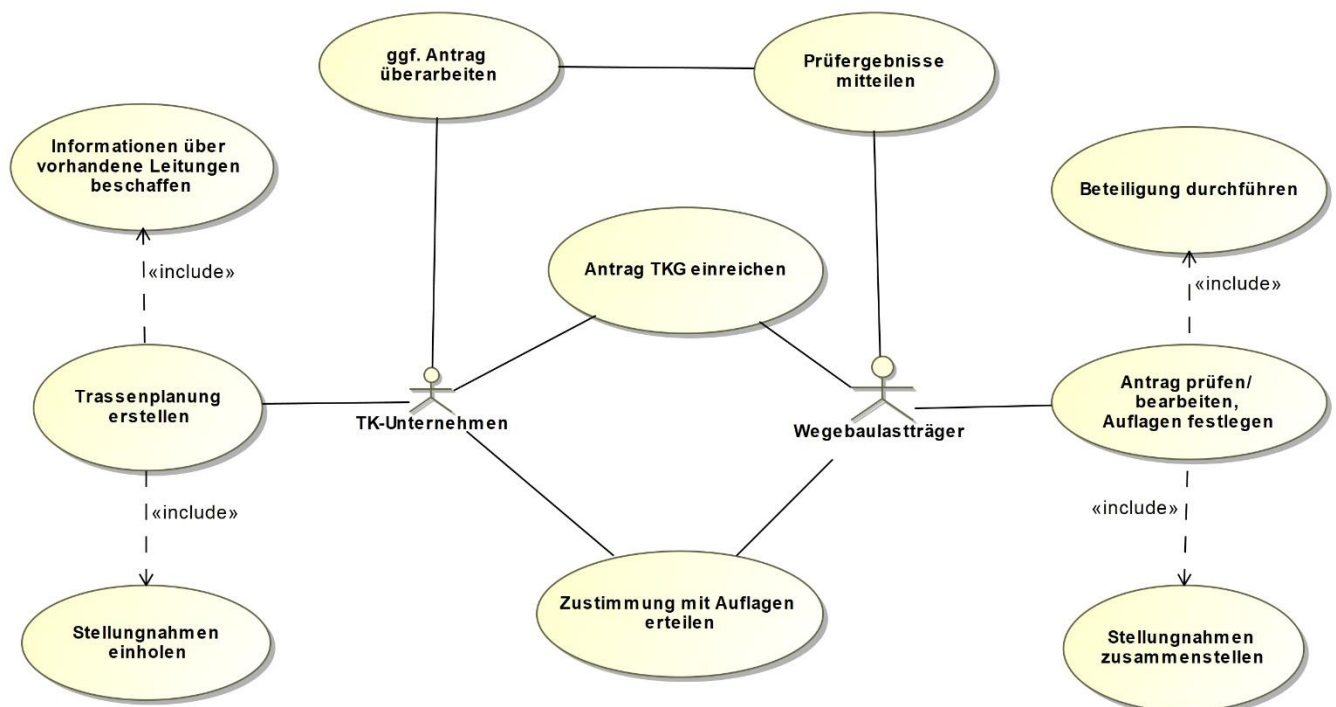 ggf. Antrag
überarbeiten
Prüfergebnisse
mitteilen
Informationen über
vorhandene Leitungen
beschaffen
Beteiligung durchführen
«include»
Antrag TKG einreichen
«include»
Trassenplanung
erstellen
TK-Unternehmen
Wegebaulastträger
Antrag prüfen/
bearbeiten,
Auflagen festlegen
«include»
«include»
Zustimmung mit Auflagen
erteilen
Stellungnahmen
einholen
Stellungnahmen
zusammenstellen